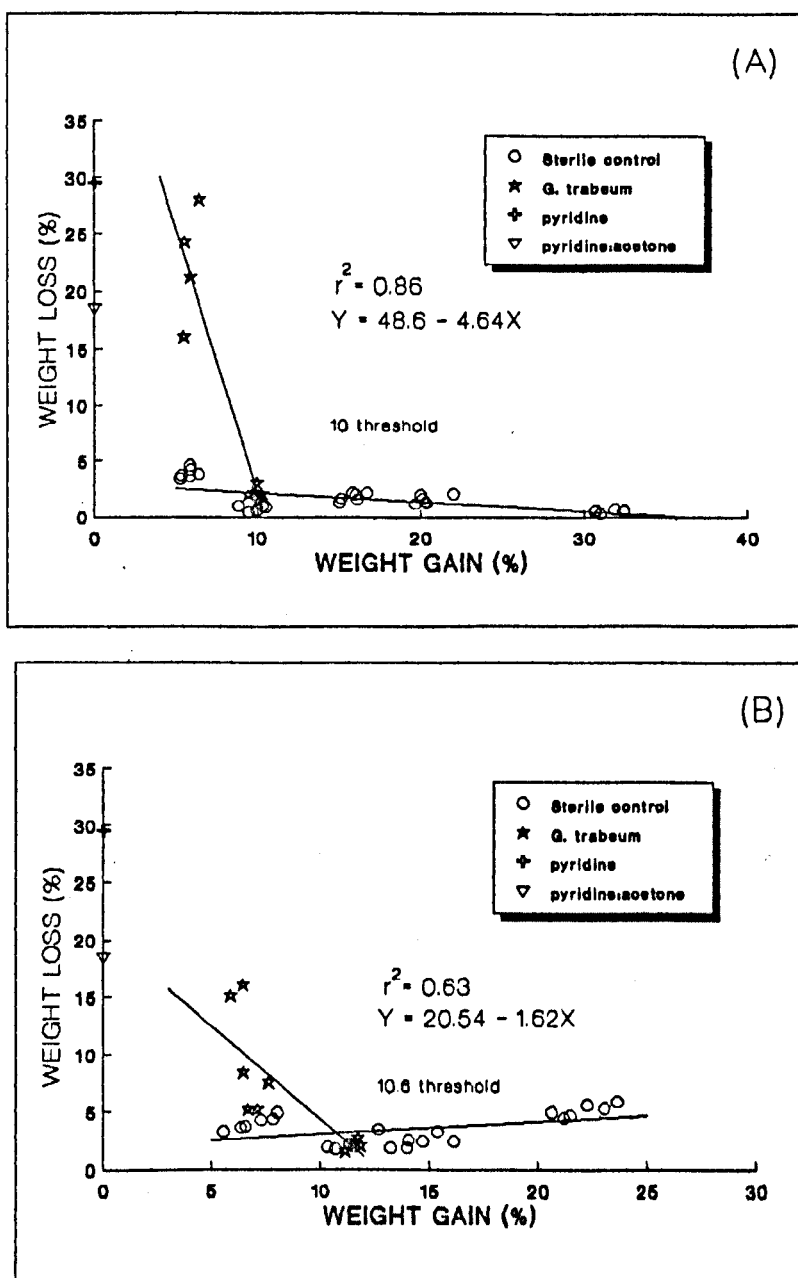 (A)
35
30
25
20
15
10
5
0
WEIGHT LOSS (%)
Sterile control
G. trabeum
pyridine
pyridine:acetone
r² = 0.86
Y = 48.6 - 4.64X
10 threshold
0 10 20 30 40
WEIGHT GAIN (%)
(B)
35
30
25
20
15
10
5
0
WEIGHT LOSS (%)
Sterile control
G. trabeum
pyridine
pyridine:acetone
r² = 0.63
Y = 20.54 - 1.62X
10.6 threshold
0 5 10 15 20 25 30
WEIGHT GAIN (%)